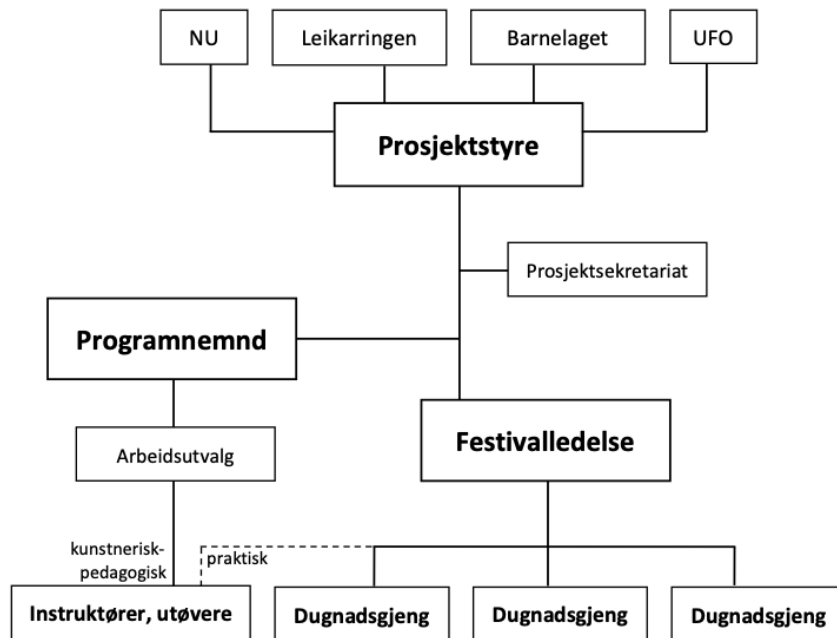 NU
Leikarringen
Barnelaget
UFO
Prosjektstyre
Prosjektsekretariat
Programnemnd
Arbeidsutvalg
Festivalledelse
kunstnerisk-
pedagogisk
praktisk
Instruktører, utøvere
Dugnadsgjeng
Dugnadsgjeng
Dugnadsgjeng